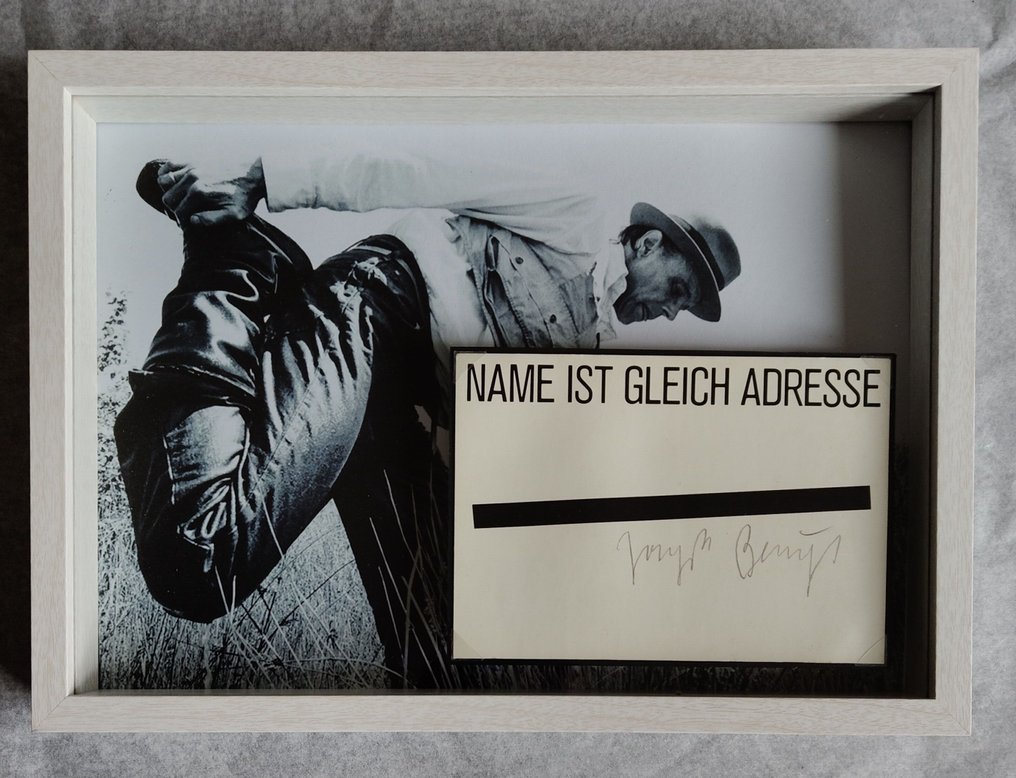 NAME IST GLEICH ADRESSE
Joseph Beuys